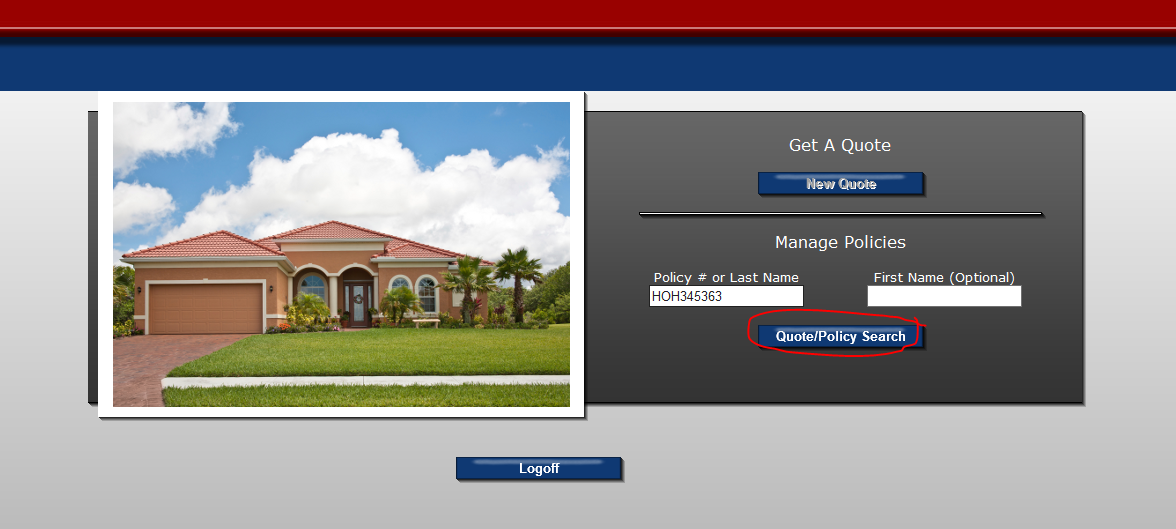 Get A Quote
New Quote
Manage Policies
Policy # or Last Name
First Name (Optional)
HOH345363
Quote/Policy Search
Logoff